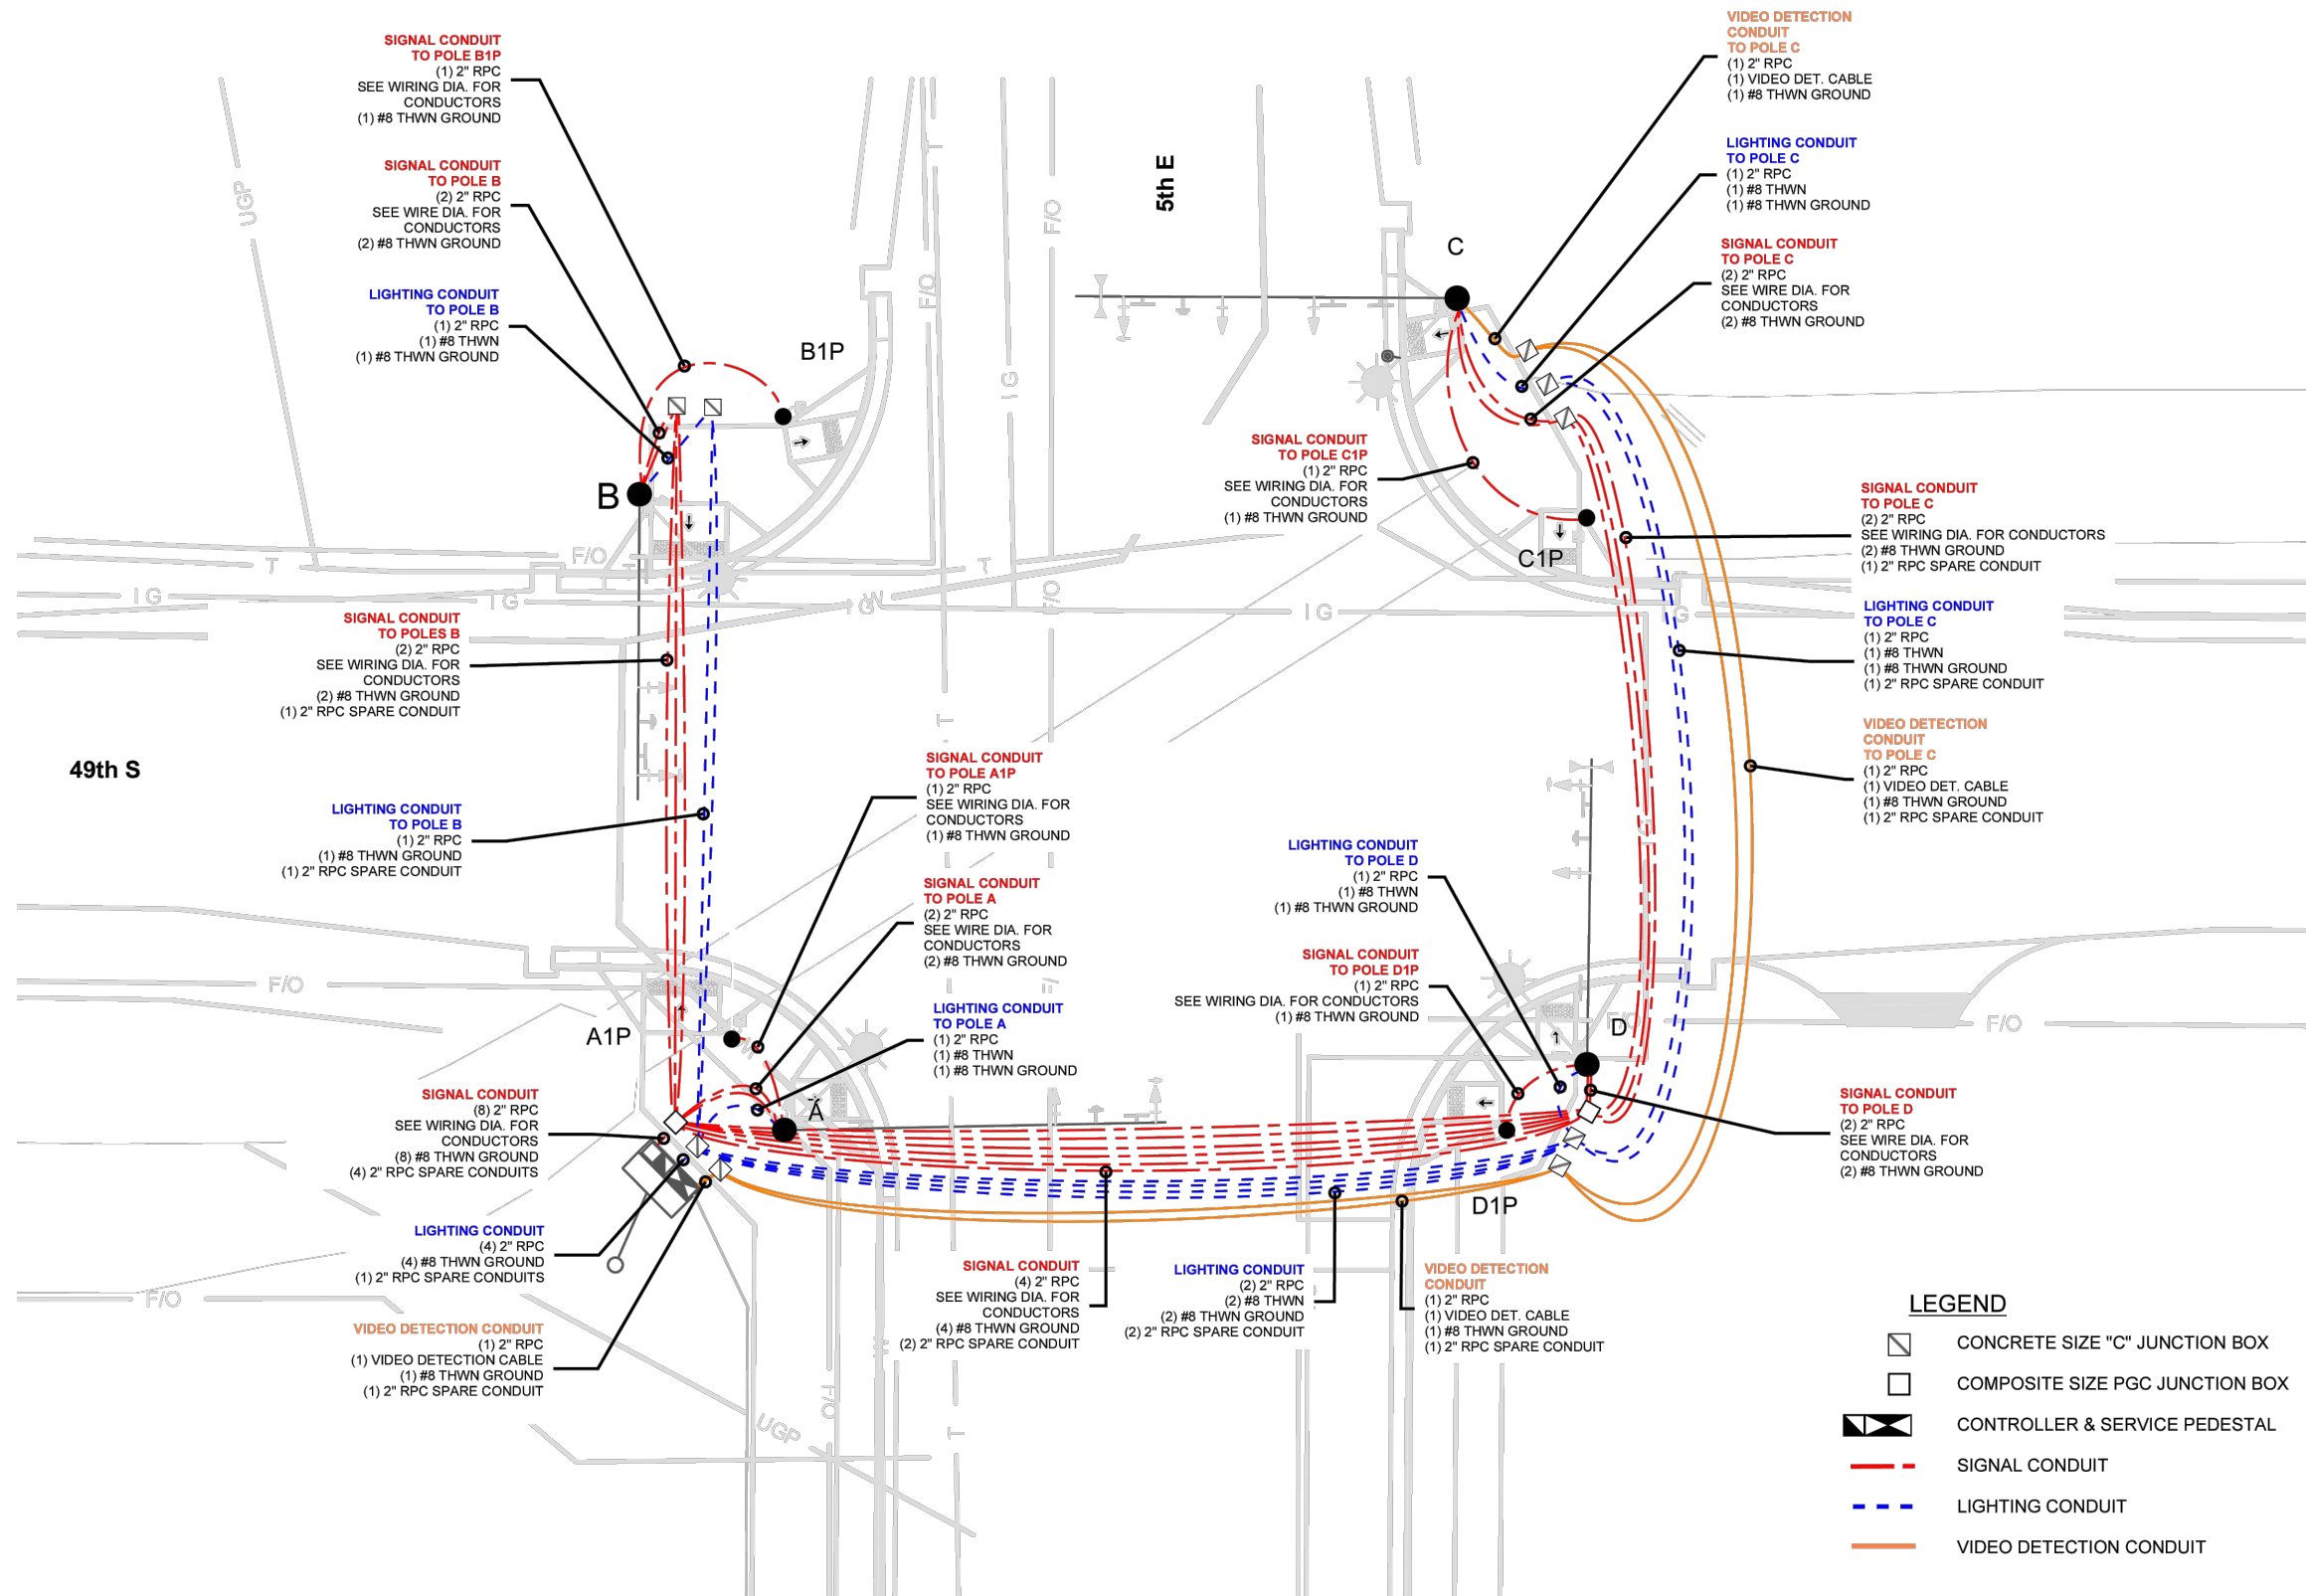 SIGNAL CONDUIT
TO POLE B1P
(1) 2" RPC
SEE WIRING DIA. FOR
CONDUCTORS
(1) #8 THWN GROUND
SIGNAL CONDUIT
TO POLE B
(2) 2" RPC
SEE WIRE DIA. FOR
CONDUCTORS
(2) #8 THWN GROUND
LIGHTING CONDUIT
TO POLE B
(1) 2" RPC
(1) #8 THWN
(1) #8 THWN GROUND
UGP
T
F/O
F/O
I G
5th E
VIDEO DETECTION
CONDUIT
TO POLE C
(1) 2" RPC
(1) VIDEO DET. CABLE
(1) #8 THWN GROUND
LIGHTING CONDUIT
TO POLE C
(1) 2" RPC
(1) #8 THWN
(1) #8 THWN GROUND
SIGNAL CONDUIT
TO POLE C
(2) 2" RPC
SEE WIRE DIA. FOR
CONDUCTORS
(2) #8 THWN GROUND
C
B1P
B
SIGNAL CONDUIT
TO POLE C1P
(1) 2" RPC
SEE WIRING DIA. FOR
CONDUCTORS
(1) #8 THWN GROUND
C1P
SIGNAL CONDUIT
TO POLE C
(2) 2" RPC
SEE WIRING DIA. FOR CONDUCTORS
(2) #8 THWN GROUND
(1) 2" RPC SPARE CONDUIT
F/O
T
T
T
I G
I G
I G
W
F/O
I G
G
LIGHTING CONDUIT
TO POLE C
(1) 2" RPC
(1) #8 THWN
(1) #8 THWN GROUND
(1) 2" RPC SPARE CONDUIT
SIGNAL CONDUIT
TO POLES B
(2) 2" RPC
SEE WIRING DIA. FOR
CONDUCTORS
(2) #8 THWN GROUND
(1) 2" RPC SPARE CONDUIT
T
VIDEO DETECTION
CONDUIT
TO POLE C
(1) 2" RPC
(1) VIDEO DET. CABLE
(1) #8 THWN GROUND
(1) 2" RPC SPARE CONDUIT
49th S
LIGHTING CONDUIT
TO POLE B
(1) 2" RPC
(1) #8 THWN GROUND
(1) 2" RPC SPARE CONDUIT
SIGNAL CONDUIT
TO POLE A1P
(1) 2" RPC
SEE WIRING DIA. FOR
CONDUCTORS
(1) #8 THWN GROUND
SIGNAL CONDUIT
TO POLE A
(2) 2" RPC
SEE WIRE DIA. FOR
CONDUCTORS
(2) #8 THWN GROUND
LIGHTING CONDUIT
TO POLE A
(1) 2" RPC
(1) #8 THWN
(1) #8 THWN GROUND
LIGHTING CONDUIT
TO POLE D
(1) 2" RPC
(1) #8 THWN
(1) #8 THWN GROUND
SIGNAL CONDUIT
TO POLE D1P
(1) 2" RPC
SEE WIRING DIA. FOR CONDUCTORS
(1) #8 THWN GROUND
F/O
A1P
A
D
F/O
F/O
SIGNAL CONDUIT
(8) 2" RPC
SEE WIRING DIA. FOR
CONDUCTORS
(8) #8 THWN GROUND
(4) 2" RPC SPARE CONDUITS
SIGNAL CONDUIT
TO POLE D
(2) 2" RPC
SEE WIRE DIA. FOR
CONDUCTORS
(2) #8 THWN GROUND
D1P
LIGHTING CONDUIT
(4) 2" RPC
(4) #8 THWN GROUND
(1) 2" RPC SPARE CONDUITS
F/O
VIDEO DETECTION CONDUIT
(1) 2" RPC
(1) VIDEO DETECTION CABLE
(1) #8 THWN GROUND
(1) 2" RPC SPARE CONDUIT
SIGNAL CONDUIT
(4) 2" RPC
SEE WIRING DIA. FOR
CONDUCTORS
(4) #8 THWN GROUND
(2) 2" RPC SPARE CONDUIT
LIGHTING CONDUIT
(2) 2" RPC
(2) #8 THWN
(2) #8 THWN GROUND
(2) 2" RPC SPARE CONDUIT
VIDEO DETECTION
CONDUIT
(1) 2" RPC
(1) VIDEO DET. CABLE
(1) #8 THWN GROUND
(1) 2" RPC SPARE CONDUIT
F/O
UGP
T
LEGEND
CONCRETE SIZE "C" JUNCTION BOX
COMPOSITE SIZE PGC JUNCTION BOX
CONTROLLER & SERVICE PEDESTAL
SIGNAL CONDUIT
LIGHTING CONDUIT
VIDEO DETECTION CONDUIT